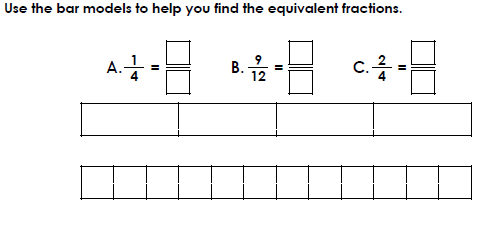 Use the bar models to help you find the equivalent fractions.
A. 1/4 = B. 9/12 = C. 2/4 =